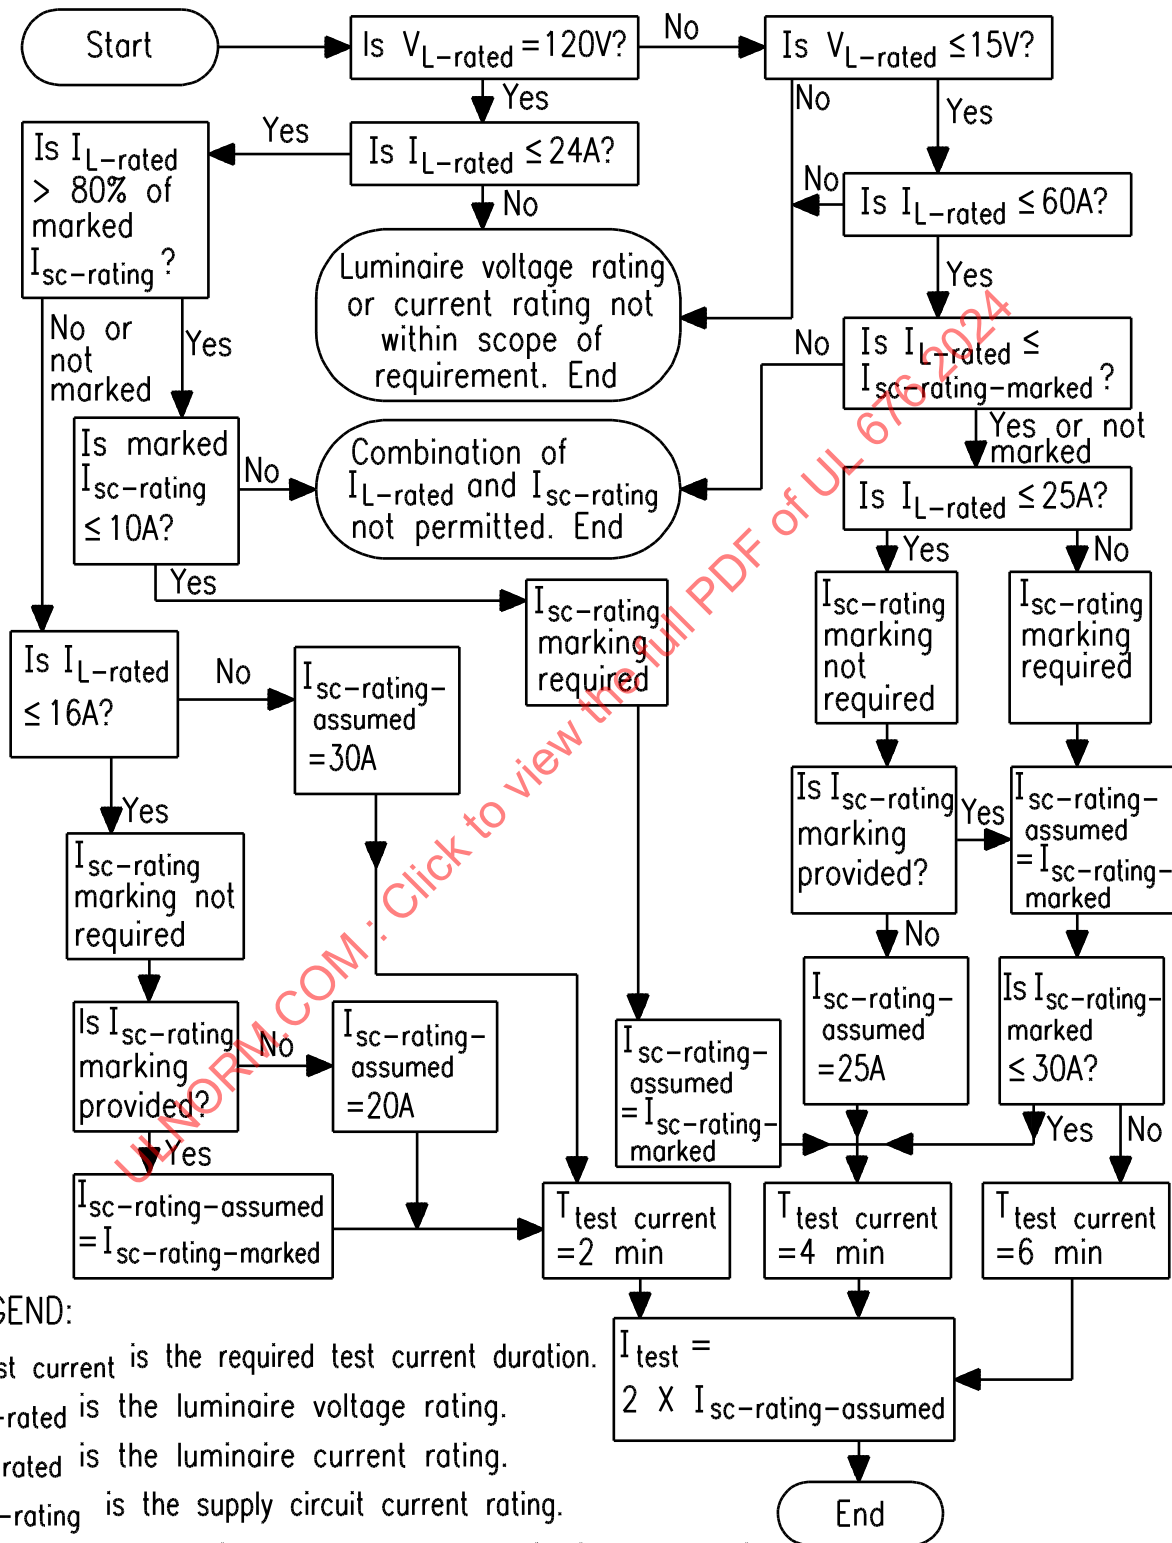 Start
Is V L-rated =120V?
No
Is V L-rated ≤15V?
Yes
No
Yes
Is I L-rated
> 80% of
marked
I sc-rating ?
Yes
Is I L-rated ≤24A?
No
No
Is I L-rated ≤60A?
Luminaire voltage rating
or current rating not
within scope of
requirement. End
Yes
No or
not
marked
Yes
No
Is I L-rated ≤
I sc-rating-marked ?
Yes or not
marked
Is marked
I sc-rating
≤10A?
No
Combination of
I L-rated and I sc-rating
not permitted. End
Is I L-rated ≤25A?
Yes
No
Yes
I sc-rating
marking
required
I sc-rating
marking
not
required
I sc-rating
marking
required
Is I L-rated
≤16A?
No
I sc-rating-
assumed
=30A
Yes
Is I sc-rating
marking
provided?
Yes
I sc-rating-
assumed
=I sc-rating-
marked
I sc-rating
marking not
required
No
I sc-rating-
assumed
=25A
Is I sc-rating-
marked
≤30A?
Is I sc-rating
marking
provided?
No
I sc-rating-
assumed
=20A
I sc-rating-
assumed
=I sc-rating-
marked
Yes
No
Yes
I sc-rating-assumed
=I sc-rating-marked
T test current
=2 min
T test current
=4 min
T test current
=6 min
I test =
2 X I sc-rating-assumed
End
GEND:
st current is the required test current duration.
-rated is the luminaire voltage rating.
rated is the luminaire current rating.
-rating is the supply circuit current rating.
ULNORM.COM : Click to view the full PDF of UL 676 2024